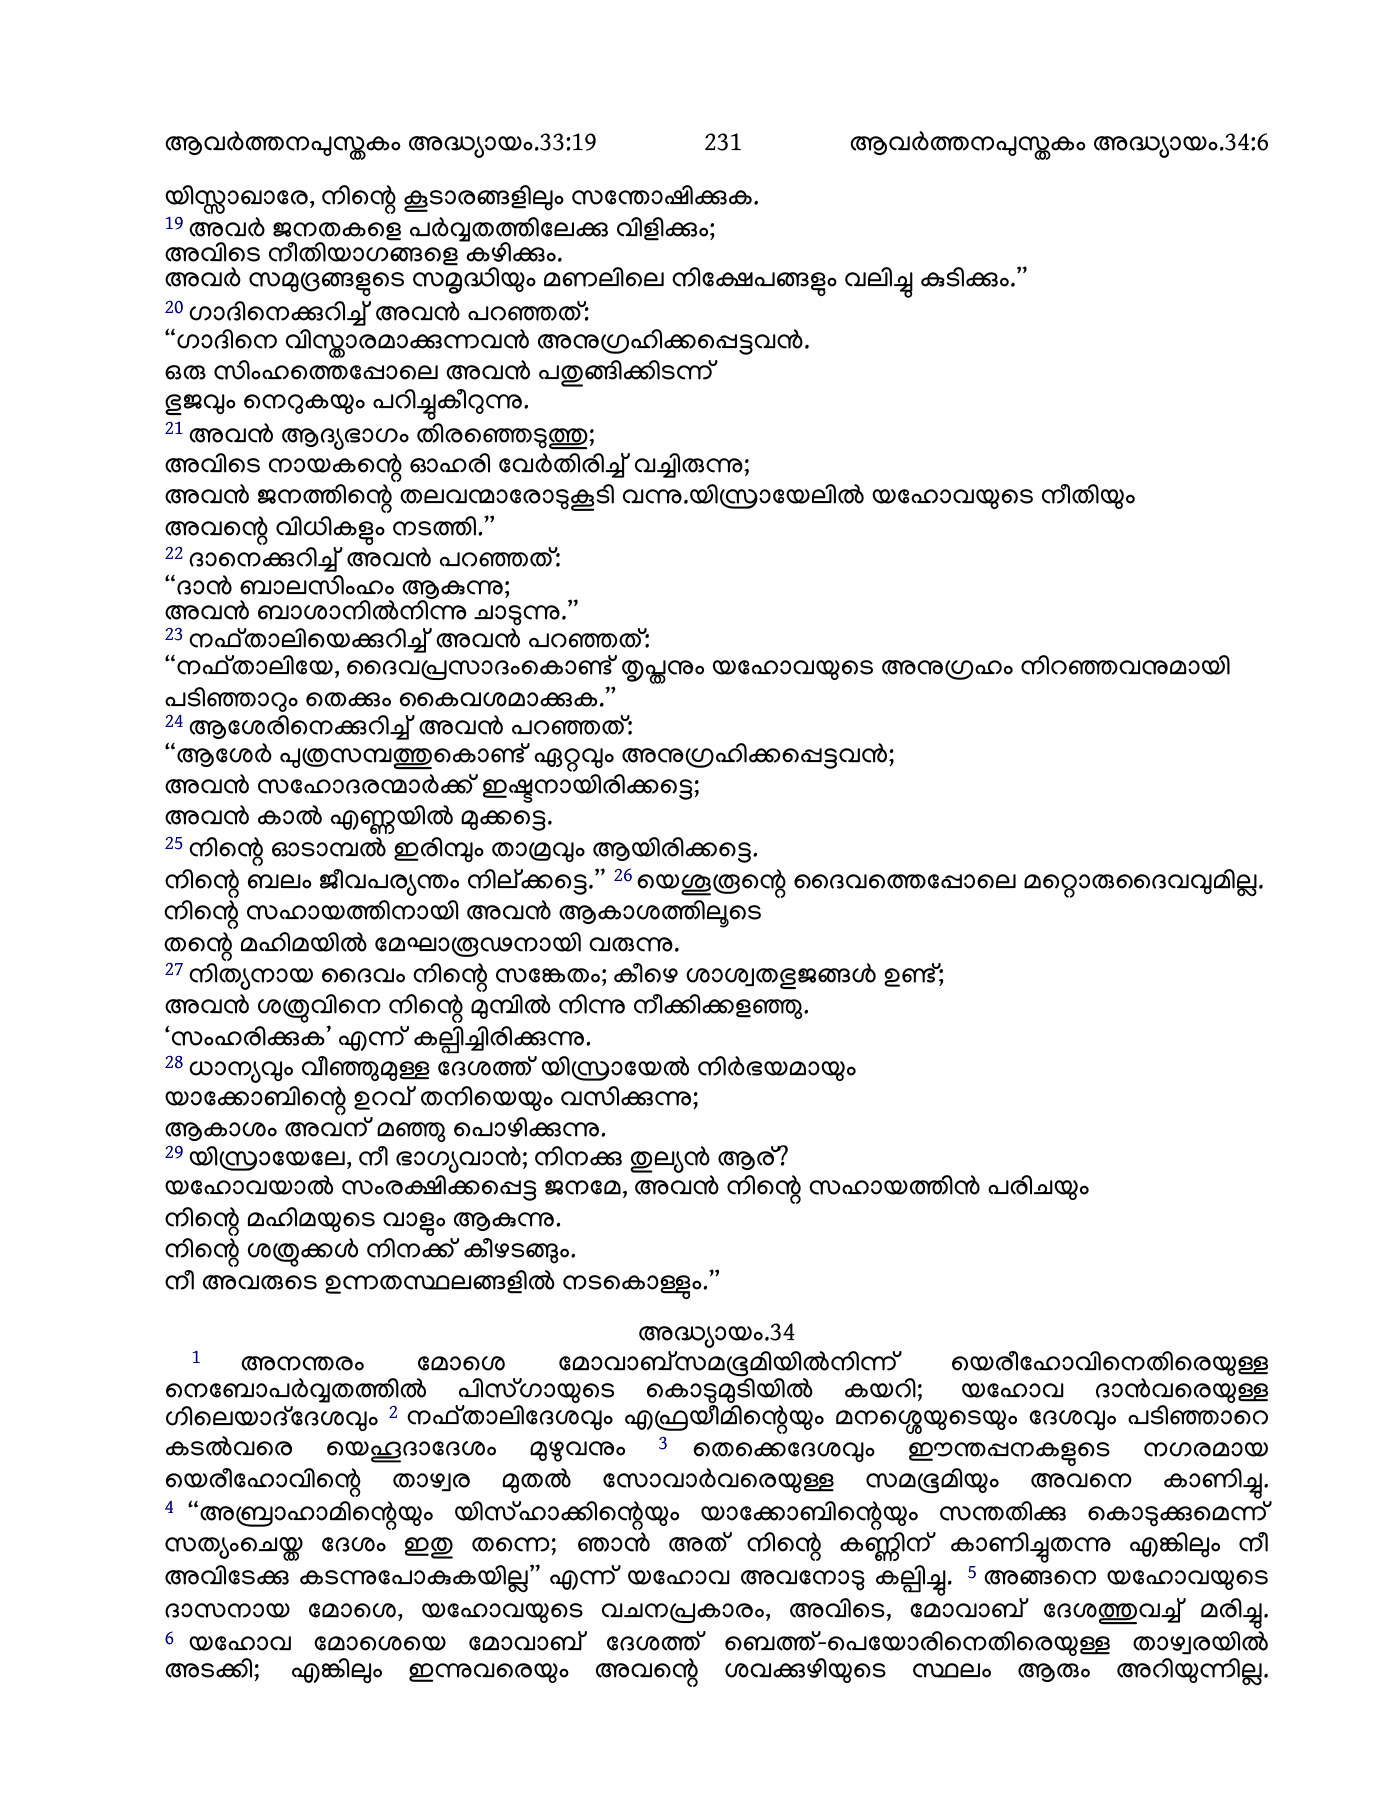 ആവർത്തനപുസ്തകം അദ്ധ്യായം.33:19 231 ആവർത്തനപുസ്തകം അദ്ധ്യായം.34:6
യിസ്സാഖാരേ, നിന്റെ കൂടാരങ്ങളിലും സന്തോഷിക്കുക.
19 അവർ ജനതകളെ പർവ്വതത്തിലേക്കു വിളിക്കും;
അവിടെ നീതിയാഗങ്ങളെ കഴിക്കും.
അവർ സമുദ്രങ്ങളുടെ സമൃദ്ധിയും മണലിലെ നിക്ഷേപങ്ങളും വലിച്ചു കുടിക്കും.”
20 ഗാദിനെക്കുറിച്ച് അവൻ പറഞ്ഞത്:
“ഗാദിനെ വിസ്താരമാക്കുന്നവൻ അനുഗ്രഹിക്കപ്പെട്ടവൻ.
ഒരു സിംഹത്തെപ്പോലെ അവൻ പതുങ്ങിക്കിടന്ന്
ഭുജവും നെറുകയും പറിച്ചുകീറുന്നു.
21 അവൻ ആദ്യഭാഗം തിരഞ്ഞെടുത്തു;
അവിടെ നായകന്റെ ഓഹരി വേർതിരിച്ച് വച്ചിരുന്നു;
അവൻ ജനത്തിന്റെ തലവന്മാരോടുകൂടി വന്നു.യിസ്രായേലിൽ യഹോവയുടെ നീതിയും
അവന്റെ വിധികളും നടത്തി.”
22 ദാനെക്കുറിച്ച് അവൻ പറഞ്ഞത്:
“ദാൻ ബാലസിംഹം ആകുന്നു;
അവൻ ബാശാനിൽനിന്നു ചാടുന്നു.”
23 നഫ്താലിയെക്കുറിച്ച് അവൻ പറഞ്ഞത്:
“നഫ്താലിയേ, ദൈവപ്രസാദംകൊണ്ട് തൃപ്തനും യഹോവയുടെ അനുഗ്രഹം നിറഞ്ഞവനുമായി
പടിഞ്ഞാറും തെക്കും കൈവശമാക്കുക.”
24 ആശേരിനെക്കുറിച്ച് അവൻ പറഞ്ഞത്:
“ആശേർ പുത്രസമ്പത്തുകൊണ്ട് ഏറ്റവും അനുഗ്രഹിക്കപ്പെട്ടവൻ;
അവൻ സഹോദരന്മാർക്ക് ഇഷ്ടനായിരിക്കട്ടെ;
അവൻ കാൽ എണ്ണയിൽ മുക്കട്ടെ.
25 നിന്റെ ഓടാമ്പൽ ഇരിമ്പും താമ്രവും ആയിരിക്കട്ടെ.
നിന്റെ ബലം ജീവപര്യന്തം നില്ക്കട്ടെ.” 26 യെശൂരൂന്റെ ദൈവത്തെപ്പോലെ മറ്റൊരുദൈവവുമില്ല.
നിന്റെ സഹായത്തിനായി അവൻ ആകാശത്തിലൂടെ
തന്റെ മഹിമയിൽ മേഘാരൂഢനായി വരുന്നു.
27 നിത്യനായ ദൈവം നിന്റെ സങ്കേതം; കീഴെ ശാശ്വതഭുജങ്ങൾ ഉണ്ട്;
അവൻ ശത്രുവിനെ നിന്റെ മുമ്പിൽ നിന്നു നീക്കിക്കളഞ്ഞു.
‘സംഹരിക്കുക’ എന്ന് കല്പിച്ചിരിക്കുന്നു.
28 ധാന്യവും വീഞ്ഞുമുള്ള ദേശത്ത് യിസ്രായേൽ നിർഭയമായും
യാക്കോബിന്റെ ഉറവ് തനിയെയും വസിക്കുന്നു;
ആകാശം അവന് മഞ്ഞു പൊഴിക്കുന്നു.
29 യിസ്രായേലേ, നീ ഭാഗ്യവാൻ; നിനക്കു തുല്യൻ ആര്?
യഹോവയാൽ സംരക്ഷിക്കപ്പെട്ട ജനമേ, അവൻ നിന്റെ സഹായത്തിൻ പരിചയും
നിന്റെ മഹിമയുടെ വാളും ആകുന്നു.
നിന്റെ ശത്രുക്കൾ നിനക്ക് കീഴടങ്ങും.
നീ അവരുടെ ഉന്നതസ്ഥലങ്ങളിൽ നടകൊള്ളും.”
അദ്ധ്യായം.34
1 അനന്തരം മോശെ മോവാബ്സമഭൂമിയിൽനിന്ന് യെരീഹോവിനെതിരെയുള്ള
നെബോപർവ്വതത്തിൽ പിസ്ഗായുടെ കൊടുമുടിയിൽ കയറി; യഹോവ ദാൻവരെയുള്ള
ഗിലെയാദ്ദേശവും 2 നഫ്താലിദേശവും എഫ്രയീമിന്റെയും മനശ്ശെയുടെയും ദേശവും പടിഞ്ഞാറെ
കടൽവരെ യെഹൂദാദേശം മുഴുവനും 3 തെക്കെദേശവും ഈന്തപ്പനകളുടെ നഗരമായ
യെരീഹോവിന്റെ താഴ്വര മുതൽ സോവാർവരെയുള്ള സമഭൂമിയും അവനെ കാണിച്ചു.
4 “അബ്രാഹാമിന്റെയും യിസ്ഹാക്കിന്റെയും യാക്കോബിന്റെയും സന്തതിക്കു കൊടുക്കുമെന്ന്
സത്യംചെയ്ത ദേശം ഇതു തന്നെ; ഞാൻ അത് നിന്റെ കണ്ണിന് കാണിച്ചുതന്നു എങ്കിലും നീ
അവിടേക്കു കടന്നുപോകുകയില്ല” എന്ന് യഹോവ അവനോടു കല്പിച്ചു. 5 അങ്ങനെ യഹോവയുടെ
ദാസനായ മോശെ, യഹോവയുടെ വചനപ്രകാരം, അവിടെ, മോവാബ് ദേശത്തുവച്ച് മരിച്ചു.
6 യഹോവ മോശെയെ മോവാബ് ദേശത്ത് ബെത്ത്-പെയോരിനെതിരെയുള്ള താഴ്വരയിൽ
അടക്കി; എങ്കിലും ഇന്നുവരെയും അവന്റെ ശവക്കുഴിയുടെ സ്ഥലം ആരും അറിയുന്നില്ല.